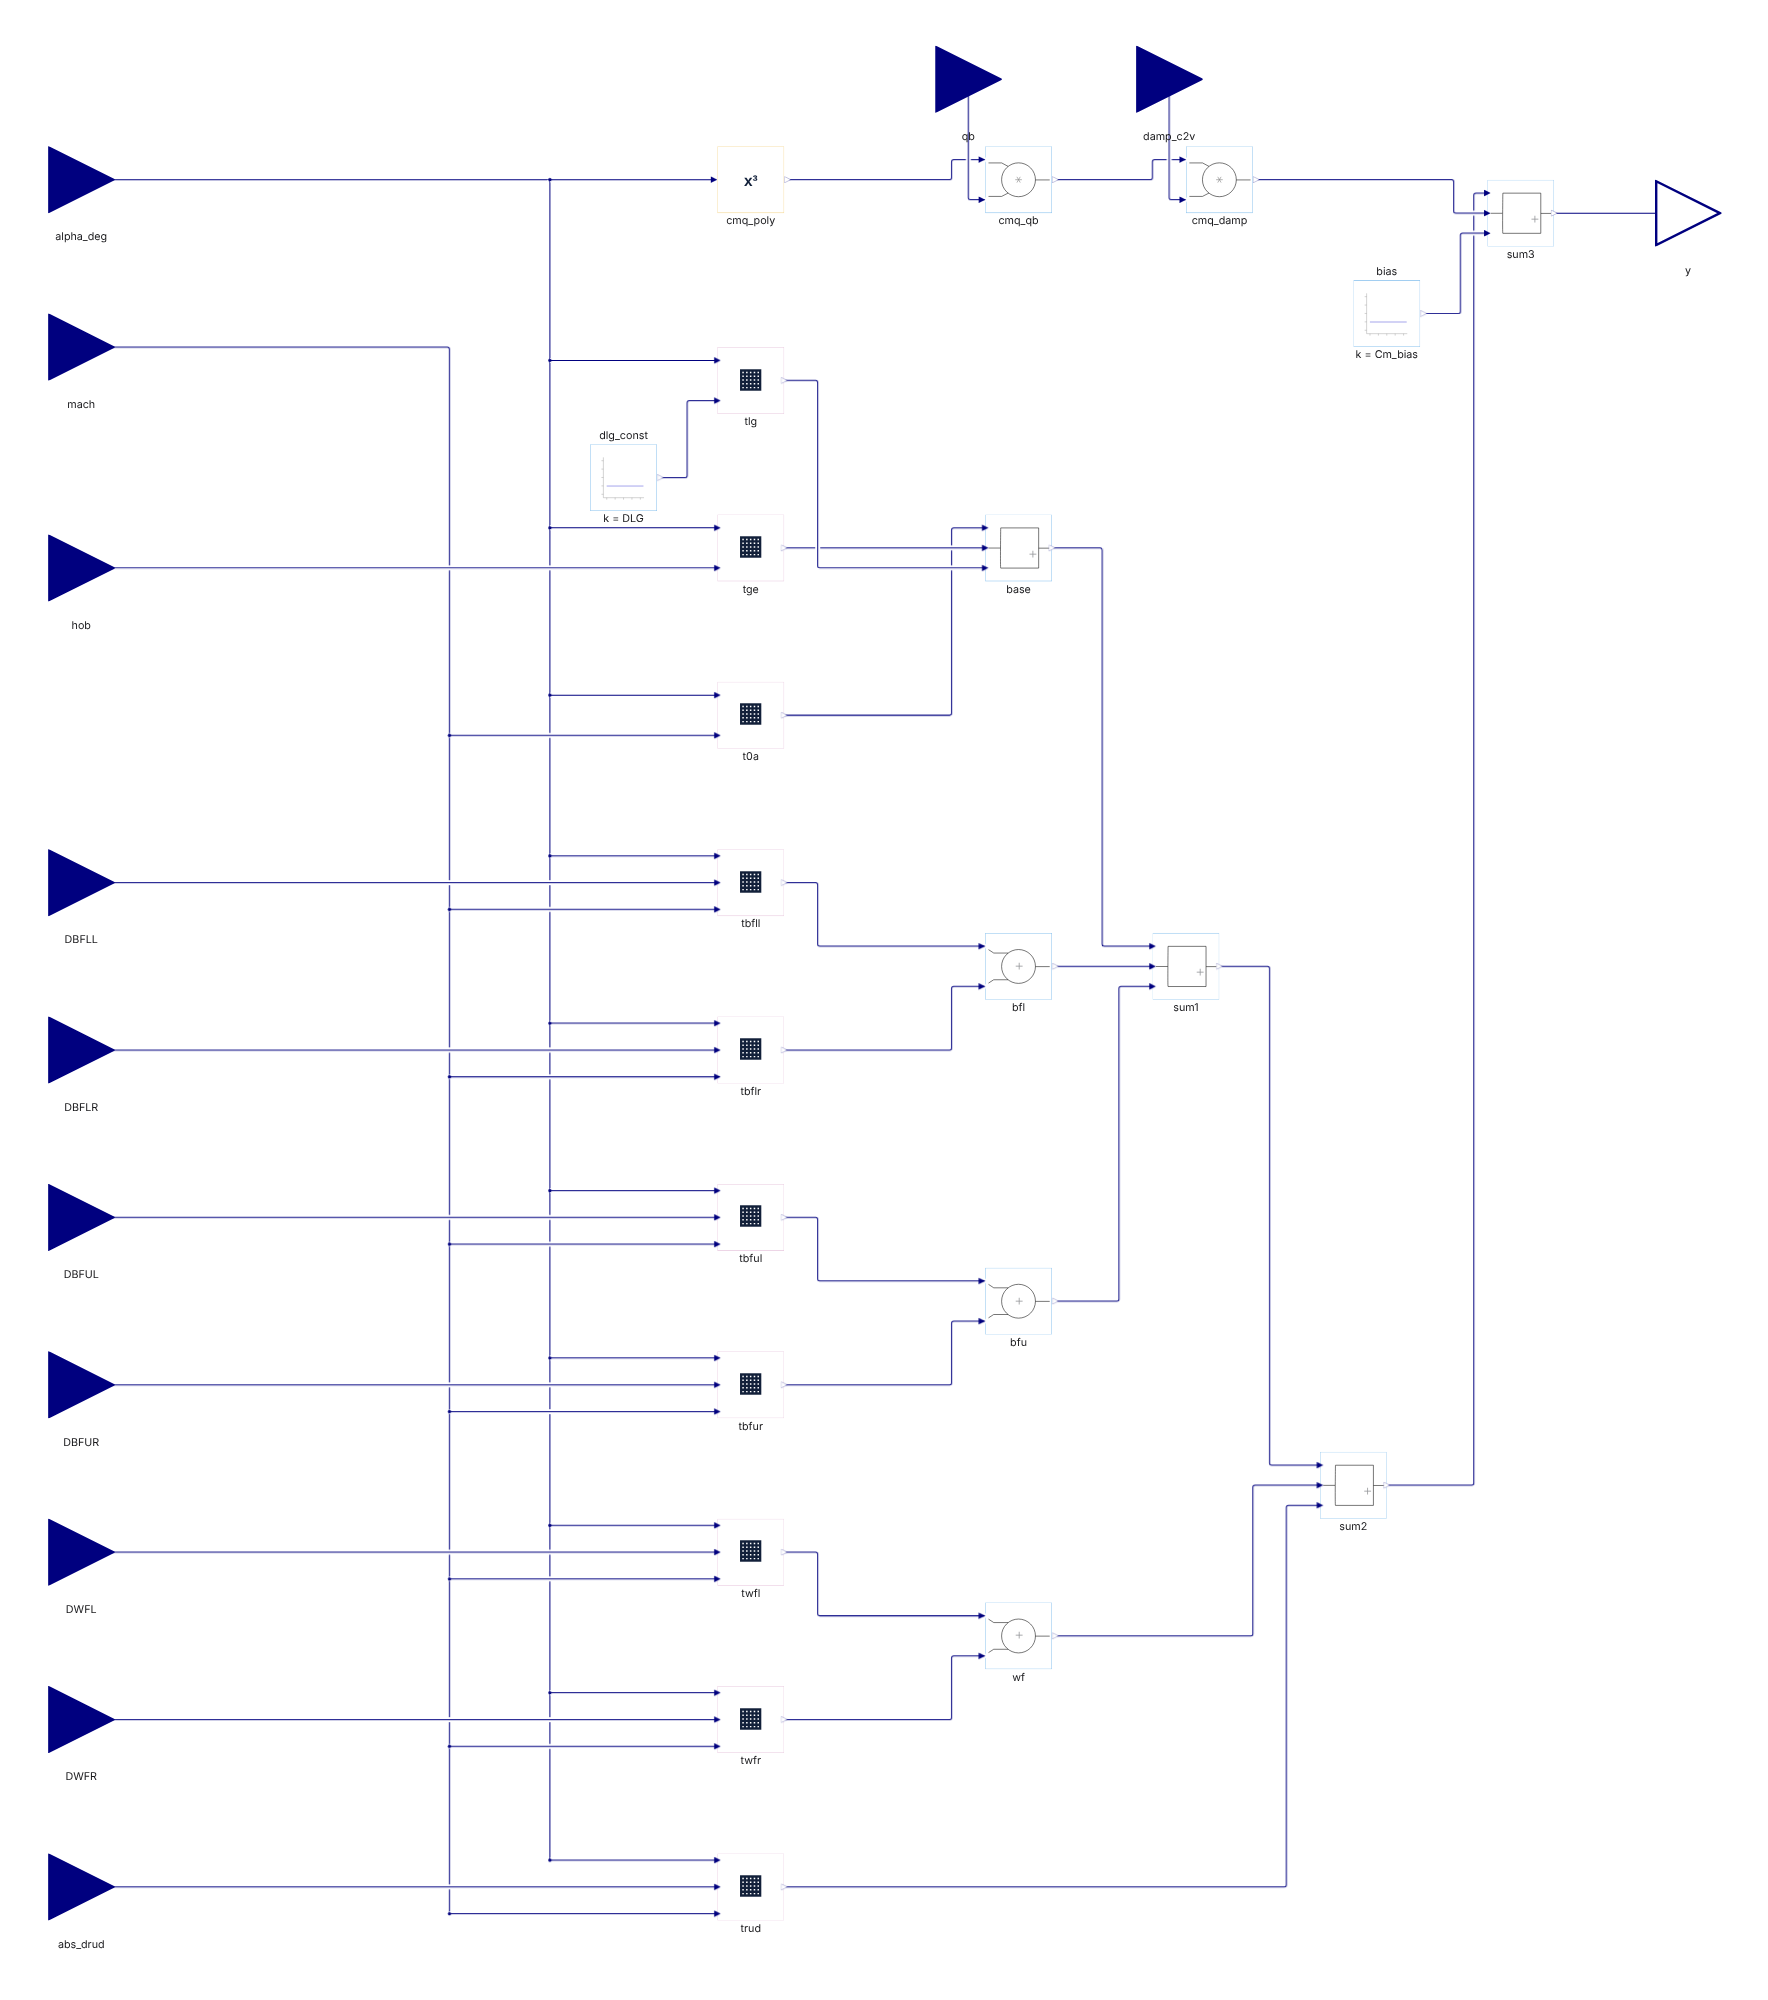 qb
damp_c2v
x³
*
*
alpha_deg
cmq_poly
cmq_qb
cmq_damp
+
sum3
y
bias
k = Cm_bias
mach
tlg
dlg_const
k = DLG
+
hob
tge
base
t0a
DBFLL
tbfll
+
+
bfl
sum1
DBFLR
tbflr
DBFUL
tbful
+
bfu
DBFUR
tbfur
+
sum2
DWFL
twfl
+
wf
DWFR
twfr
abs_drud
trud